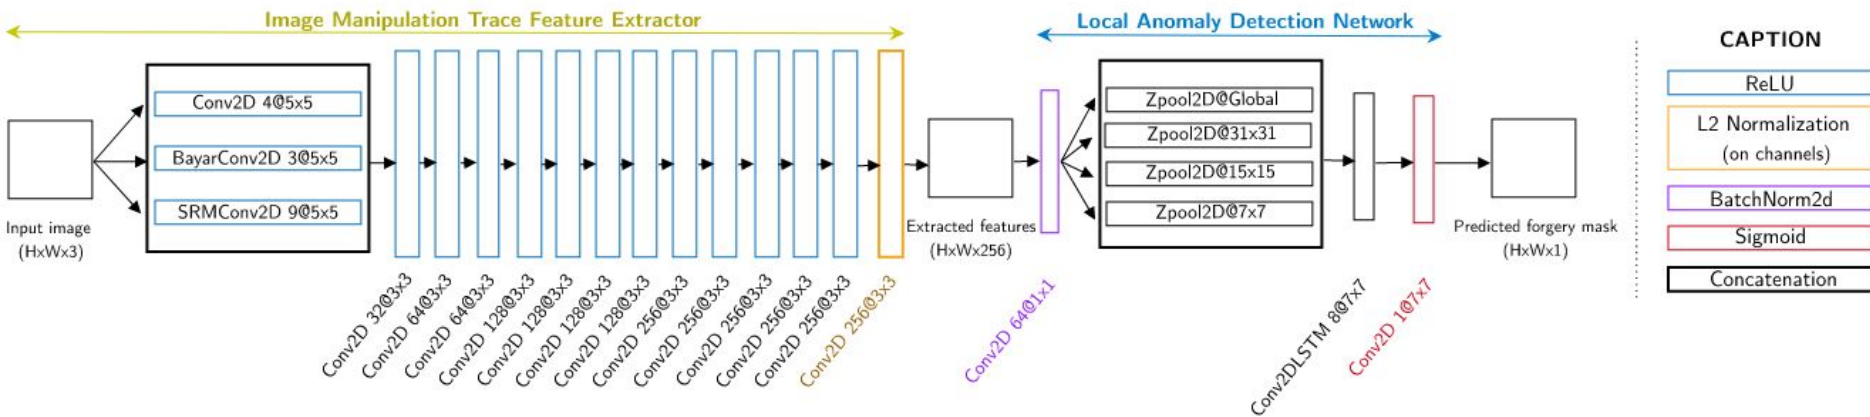 Image Manipulation Trace Feature Extractor
Local Anomaly Detection Network
Input image
(HxWx3)
Conv2D 4@5x5
BayarConv2D 3@5x5
SRMConv2D 9@5x5
Conv2D 32@3x3
Conv2D 64@3x3
Conv2D 64@3x3
Conv2D 128@3x3
Conv2D 128@3x3
Conv2D 128@3x3
Conv2D 128@3x3
Conv2D 256@3x3
Conv2D 256@3x3
Conv2D 256@3x3
Conv2D 256@3x3
Conv2D 256@3x3
Conv2D 256@3x3
Extracted features
(HxWx256)
Conv2D 64@1x1
Zpool2D@Global
Zpool2D@31x31
Zpool2D@15x15
Zpool2D@7x7
Conv2DLSTM 8@7x7
Conv2D 1@7x7
Predicted forgery mask
(HxWx1)
CAPTION
ReLU
L2 Normalization
(on channels)
BatchNorm2d
Sigmoid
Concatenation